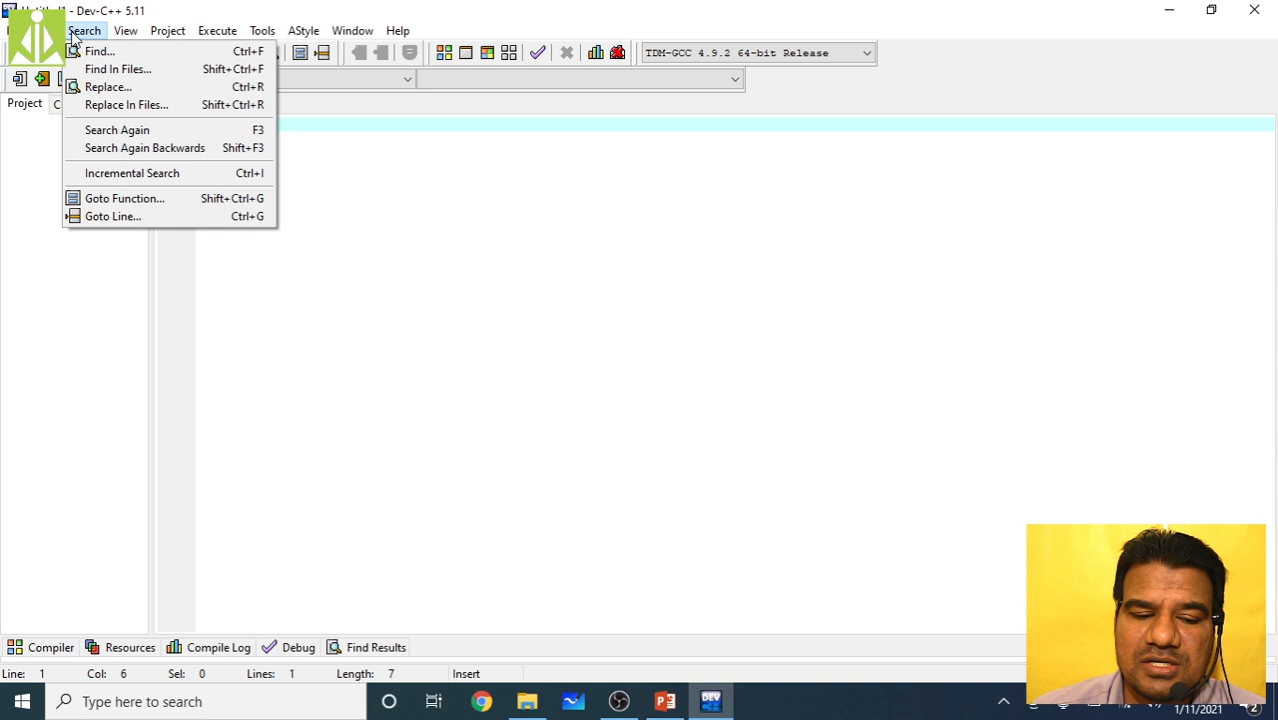 - Dev-C++ 5.11
Search View Project Execute Tools AStyle Window Help
Find... Ctrl+F
Find In Files... Shift+Ctrl+F
Replace... Ctrl+R
Replace In Files... Shift+Ctrl+R
Search Again F3
Search Again Backwards Shift+F3
Incremental Search Ctrl+I
Goto Function... Shift+Ctrl+G
Goto Line... Ctrl+G
TDM-GCC 4.9.2 64-bit Release
Project
Compiler Resources Compile Log Debug Find Results
Line: 1 Col: 6 Sel: 0 Lines: 1 Length: 7 Insert
Type here to search
DEV
1/11/2021
2